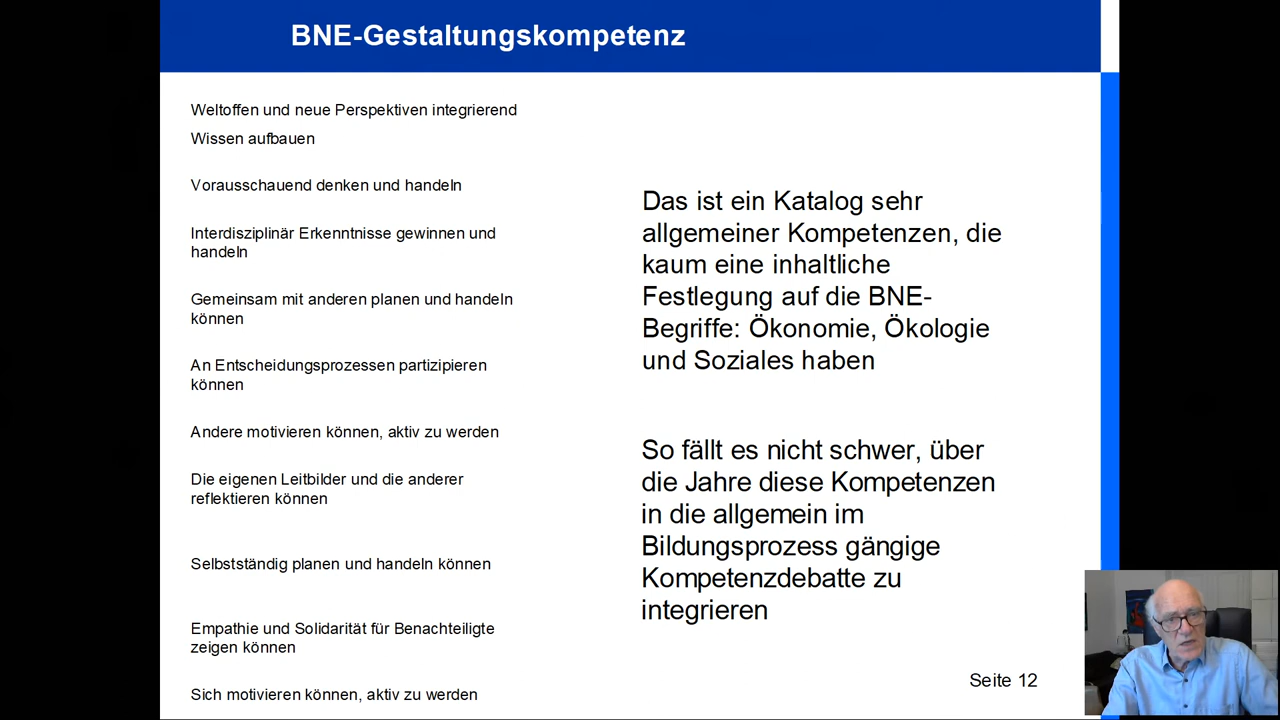 BNE-Gestaltungskompetenz
Weltoffen und neue Perspektiven integrierend
Wissen aufbauen
Vorausschauend denken und handeln
Interdisziplinär Erkenntnisse gewinnen und
handeln
Gemeinsam mit anderen planen und handeln
können
An Entscheidungsprozessen partizipieren
können
Andere motivieren können, aktiv zu werden
Die eigenen Leitbilder und die anderer
reflektieren können
Selbstständig planen und handeln können
Empathie und Solidarität für Benachteiligte
zeigen können
Sich motivieren können, aktiv zu werden
Das ist ein Katalog sehr
allgemeiner Kompetenzen, die
kaum eine inhaltliche
Festlegung auf die BNE-
Begriffe: Ökonomie, Ökologie
und Soziales haben
So fällt es nicht schwer, über
die Jahre diese Kompetenzen
in die allgemein im
Bildungsprozess gängige
Kompetenzdebatte zu
integrieren
Seite 12